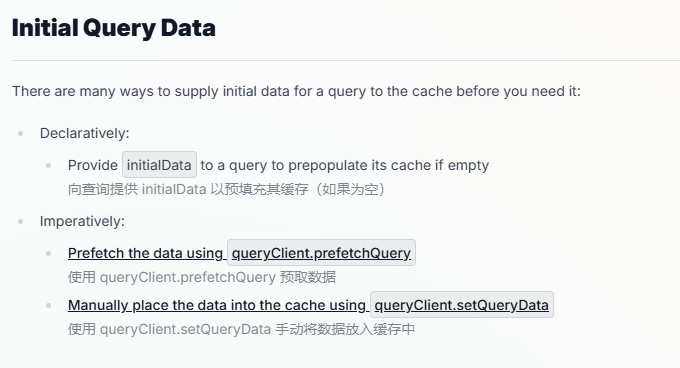 Initial Query Data
There are many ways to supply initial data for a query to the cache before you need it:
Declaratively:
Provide initialData to a query to prepopulate its cache if empty
向查询提供 initialData 以预填充其缓存（如果为空）
Imperatively:
Prefetch the data using queryClient.prefetchQuery
使用 queryClient.prefetchQuery 预取数据
Manually place the data into the cache using queryClient.setQueryData
使用 queryClient.setQueryData 手动将数据放入缓存中